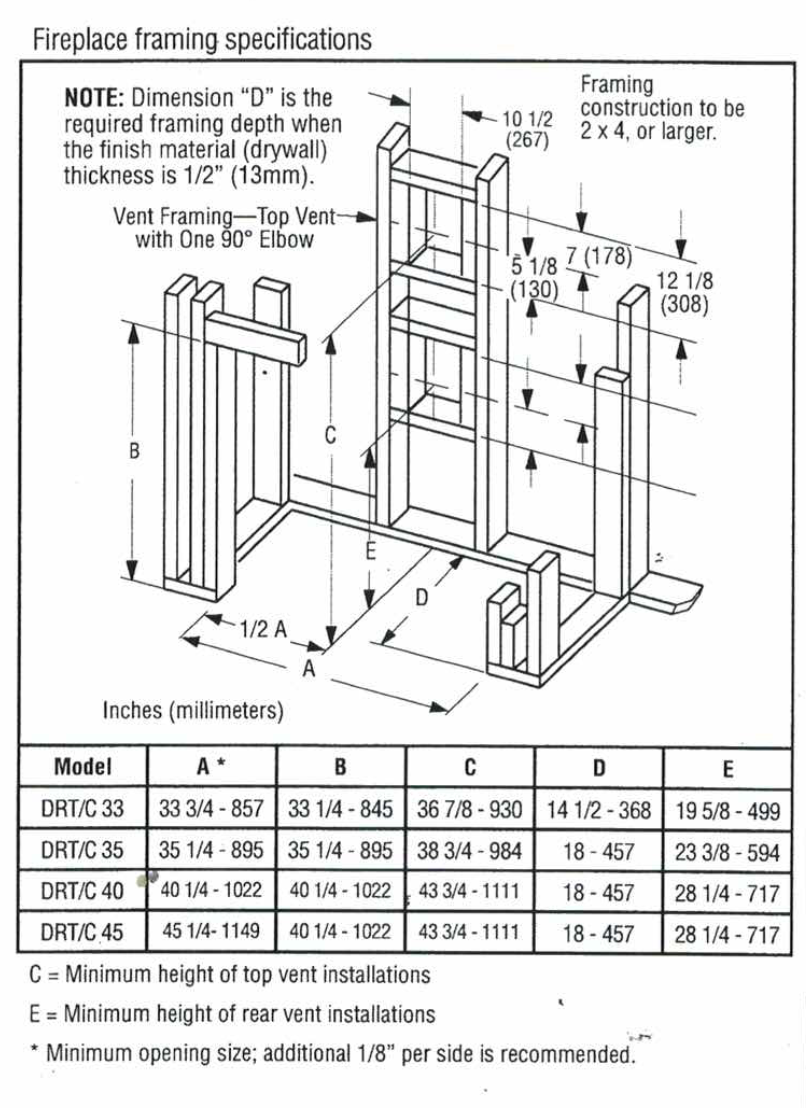 Fireplace framing specifications
NOTE: Dimension “D” is the
required framing depth when
the finish material (drywall)
thickness is 1/2” (13mm).
Framing
construction to be
2 x 4, or larger.
10 1/2
(267)
Vent Framing—Top Vent
with One 90° Elbow
5 1/8
(130)
7 (178)
12 1/8
(308)
B
C
E
D
1/2 A
A
Inches (millimeters)
Model A * B C D E
DRT/C 33 33 3/4 - 857 33 1/4 - 845 36 7/8 - 930 14 1/2 - 368 19 5/8 - 499
DRT/C 35 35 1/4 - 895 35 1/4 - 895 38 3/4 - 984 18 - 457 23 3/8 - 594
DRT/C 40 40 1/4 - 1022 40 1/4 - 1022 43 3/4 - 1111 18 - 457 28 1/4 - 717
DRT/C 45 45 1/4- 1149 40 1/4 - 1022 43 3/4 - 1111 18 - 457 28 1/4 - 717
C = Minimum height of top vent installations
E = Minimum height of rear vent installations
* Minimum opening size; additional 1/8” per side is recommended.